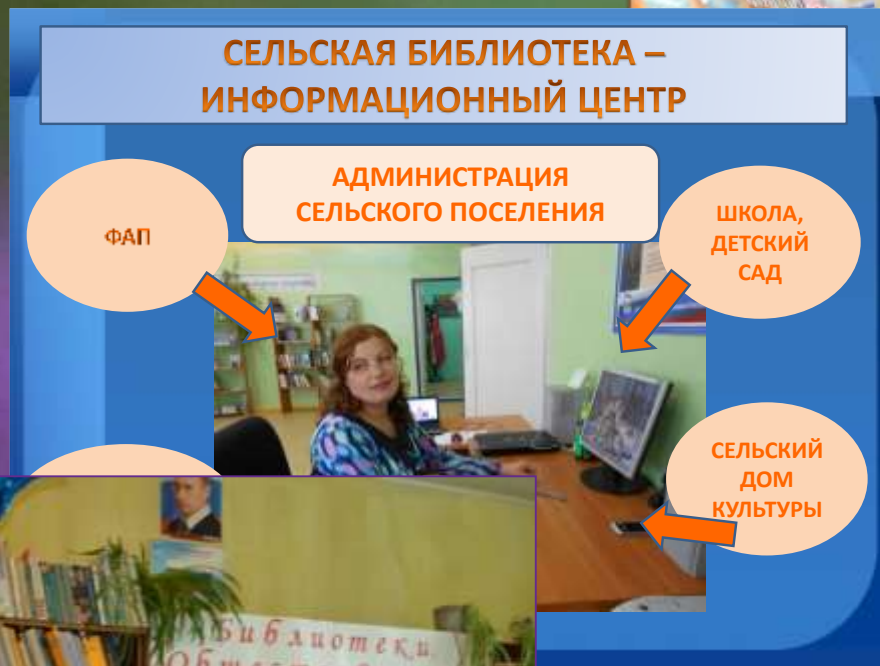 СЕЛЬСКАЯ БИБЛИОТЕКА –
ИНФОРМАЦИОННЫЙ ЦЕНТР
АДМИНИСТРАЦИЯ
СЕЛЬСКОГО ПОСЕЛЕНИЯ
ФАП
ШКОЛА,
ДЕТСКИЙ
САД
СЕЛЬСКИЙ
ДОМ
КУЛЬТУРЫ
Библиотеки